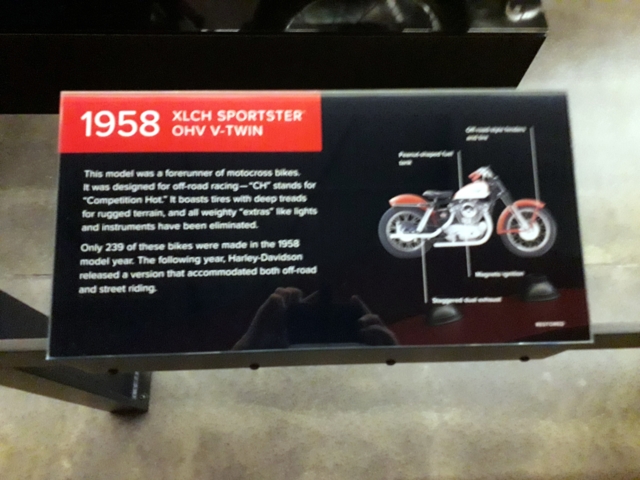 1958
XLCH SPORTSTER
OHV V-TWIN
This model was a forerunner of motocross bikes.
It was designed for off-road racing—“CH” stands for
“Competition Hot.” It boasts tires with deep treads
for rugged terrain, and all weighty “extras” like lights
and instruments have been eliminated.
Only 239 of these bikes were made in the 1958
model year. The following year, Harley-Davidson
released a version that accommodated both off-road
and street riding.
Off-road style fenders
Peanut-shaped fuel
Magneto ignition
Staggered dual exhaust